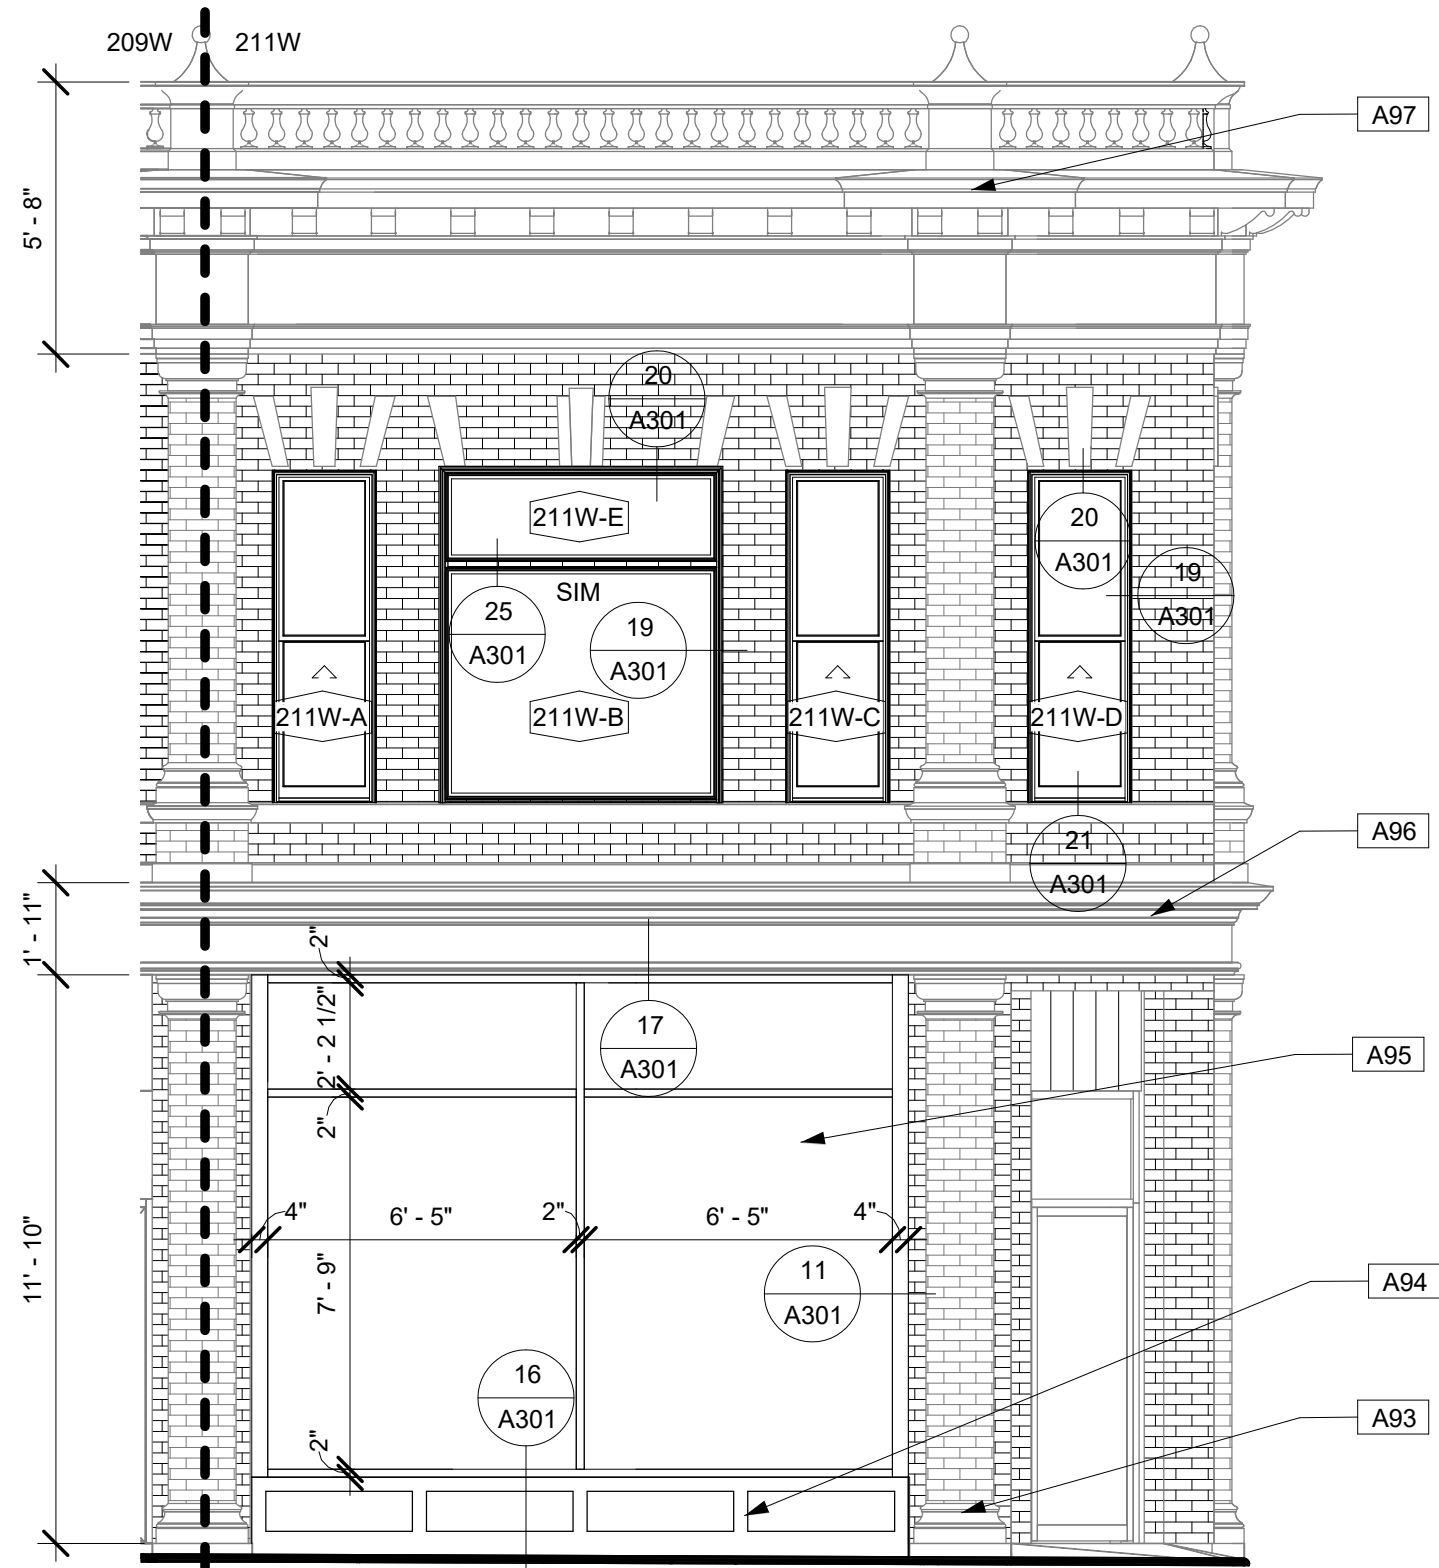 209W 211W
A97
5' - 8"
20
A301
211W-E
20
A301
SIM
19
A301
25
A301
19
A301
211W-A
211W-B
211W-C
211W-D
A96
21
A301
1' - 11"
2"
2' - 2 1/2"
17
A301
A95
2"
4"
6' - 5"
2"
6' - 5"
4"
11' - 10"
7' - 9"
11
A301
A94
16
A301
A93
2"